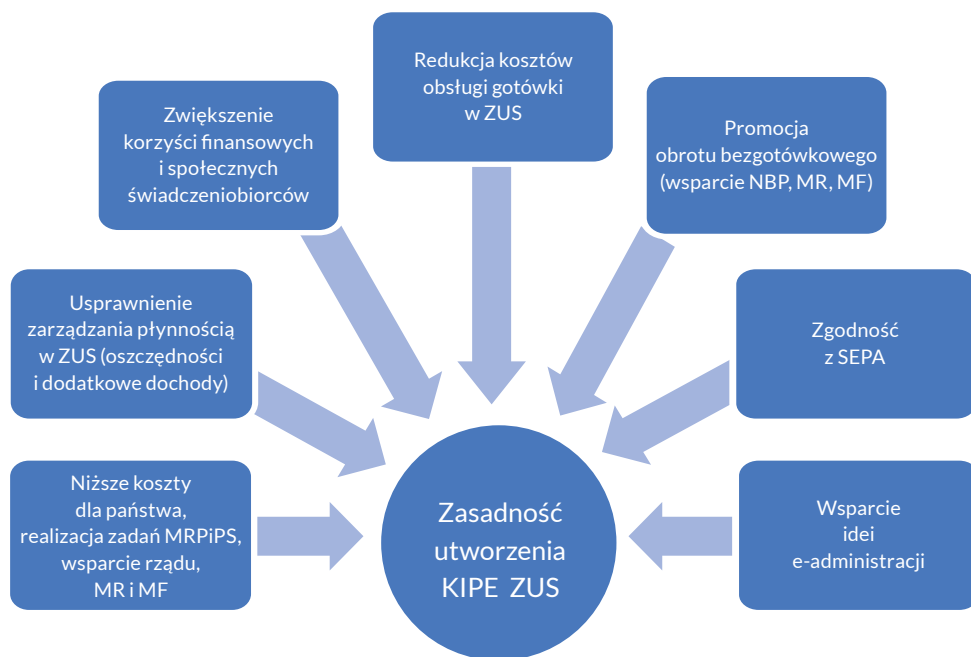 Redukcja kosztów
obsługi gotówki
w ZUS
Zwiększenie
korzyści finansowych
i społecznych
świadczeniobiorców
Promocja
obrotu bezgotówkowego
(wsparcie NBP, MR, MF)
Usprawnienie
zarządzania płynnością
w ZUS (oszczędności
i dodatkowe dochody)
Zgodność
z SEPA
Niższe koszty
dla państwa,
realizacja zadań MRPiPS,
wsparcie rządu,
MR i MF
Zasadność
utworzenia
KIPE ZUS
Wsparcie
idei
e-administracji